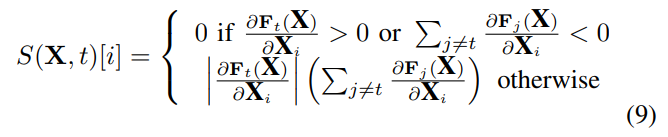 S(X, t)[i] = { 0 if ∂F_t(X)/∂X_i > 0 or ∑_{j≠t} ∂F_j(X)/∂X_i < 0
|∂F_t(X)/∂X_i| (∑_{j≠t} ∂F_j(X)/∂X_i) otherwise
(9)